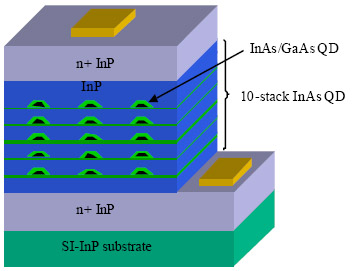 n+ InP
InP
InAs/GaAs QD
10-stack InAs QD
n+ InP
SI-InP substrate